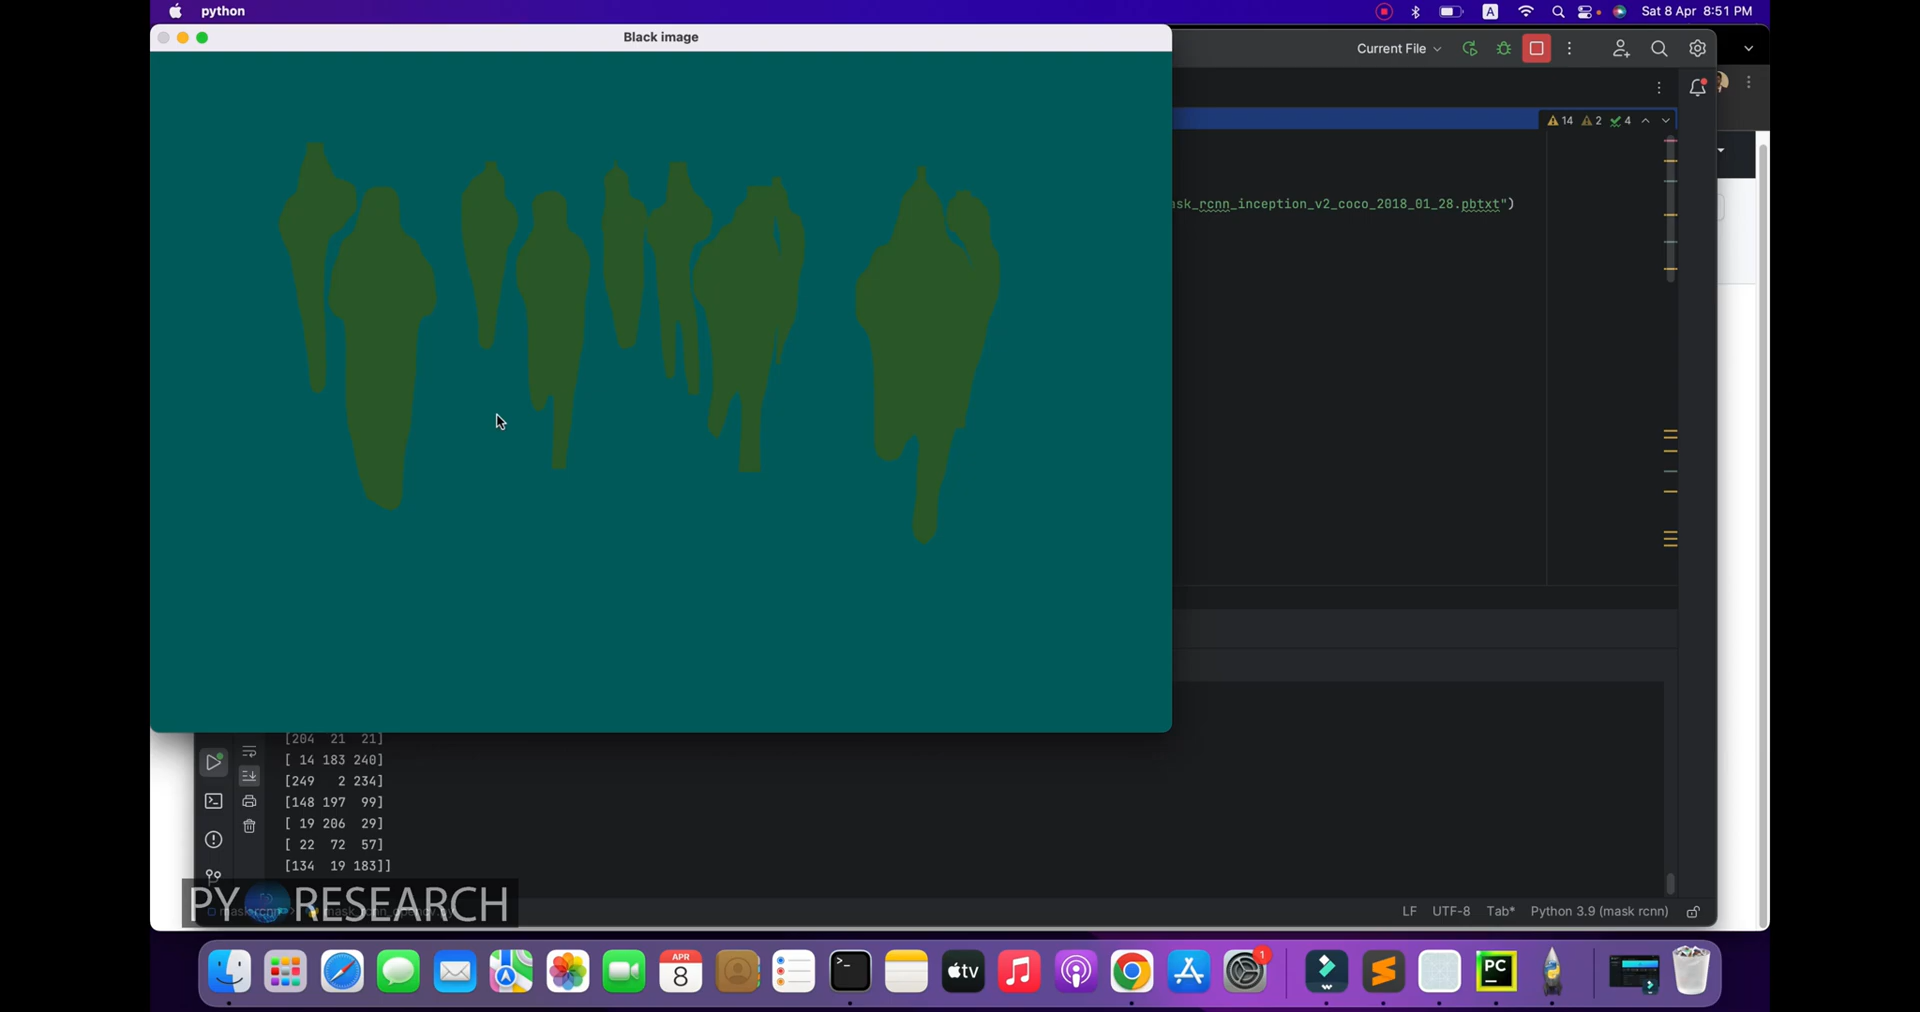 python
A
Sat 8 Apr 8:51 PM
Black image
Current File
14 2 4
ask_rcnn_inception_v2_coco_2018_01_28.pbtxt")
[204 21 21]
[ 14 183 240]
[249 2 234]
[148 197 99]
[ 19 206 29]
[ 22 72 57]
[134 19 183]]
PY RESEARCH
LF UTF-8 Tab* Python 3.9 (mask rcnn)
APR
8
tv
1
PC